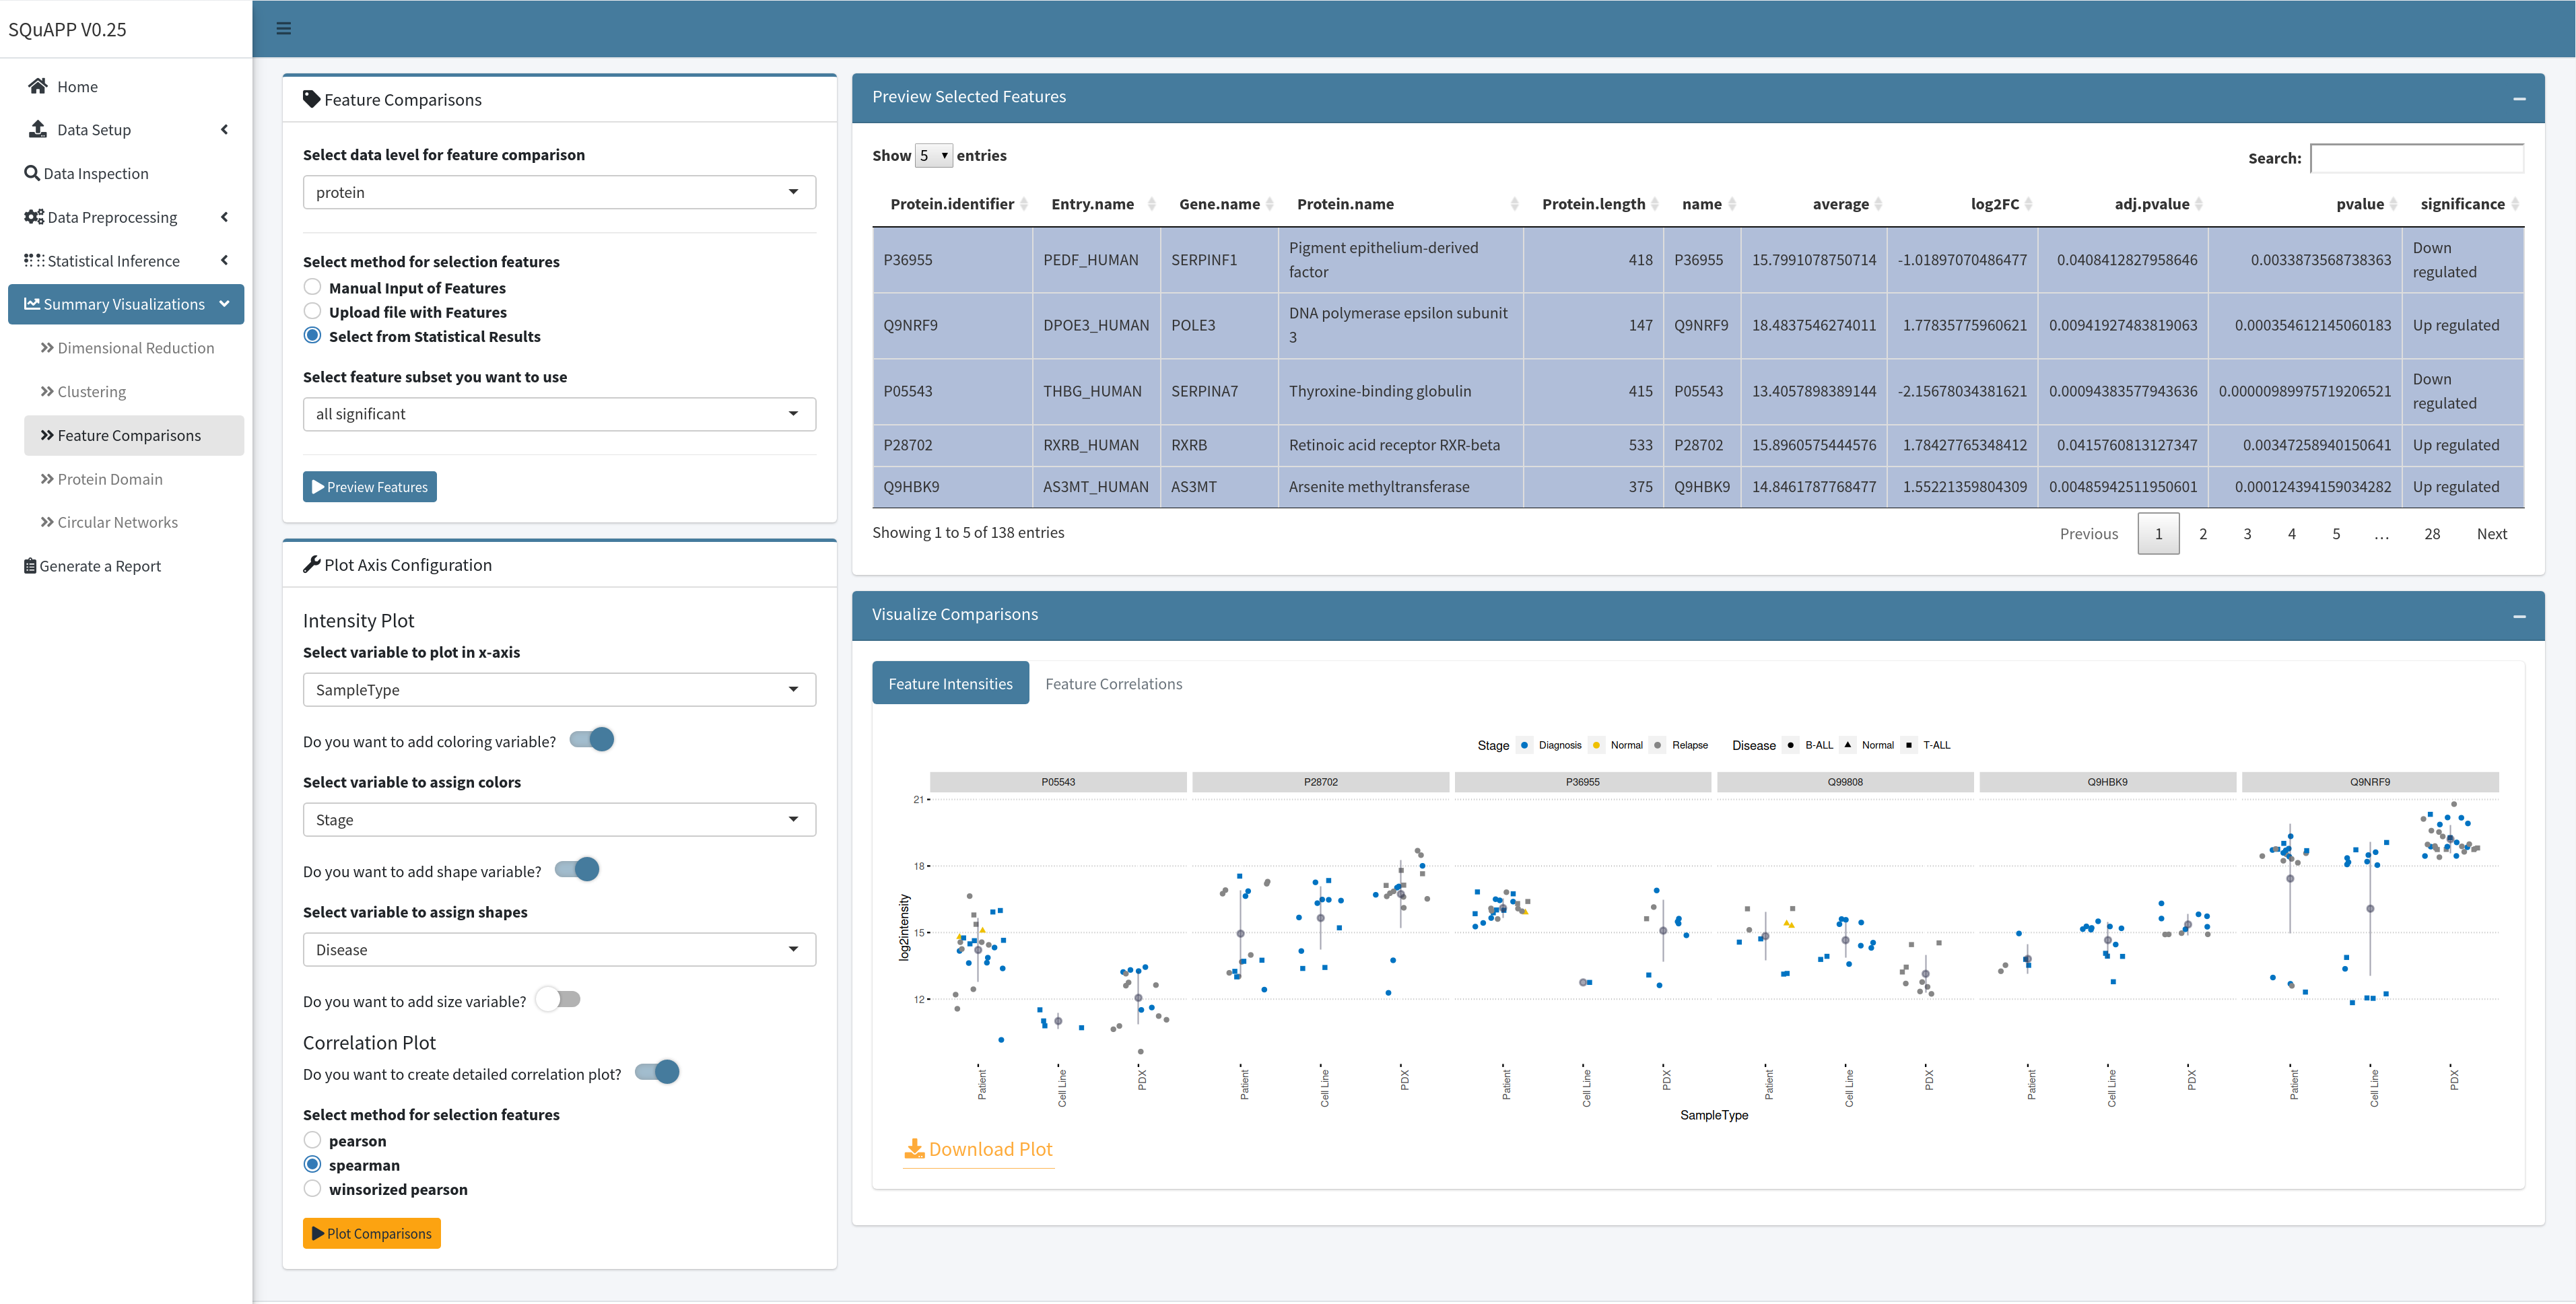 SQuAPP V0.25
Home
Data Setup
Data Inspection
Data Preprocessing
Statistical Inference
Summary Visualizations
Dimensional Reduction
Clustering
Feature Comparisons
Protein Domain
Circular Networks
Generate a Report
Feature Comparisons
Select data level for feature comparison
protein
Select method for selection features
Manual Input of Features
Upload file with Features
Select from Statistical Results
Select feature subset you want to use
all significant
Preview Features
Plot Axis Configuration
Intensity Plot
Select variable to plot in x-axis
SampleType
Do you want to add coloring variable?
Select variable to assign colors
Stage
Do you want to add shape variable?
Select variable to assign shapes
Disease
Do you want to add size variable?
Correlation Plot
Do you want to create detailed correlation plot?
Select method for selection features
pearson
spearman
winsorized pearson
Plot Comparisons
Preview Selected Features
Show 5 entries Search:
Protein.identifier Entry.name Gene.name Protein.name Protein.length name average log2FC adj.pvalue pvalue significance
P36955 PEDF_HUMAN SERPINF1 Pigment epithelium-derived factor 418 P36955 15.7991078750714 -1.01897070486477 0.0408412827958646 0.0033873568738363 Down regulated
Q9NRF9 DPOE3_HUMAN POLE3 DNA polymerase epsilon subunit 3 147 Q9NRF9 18.4837546274011 1.77835775960621 0.00941927483819063 0.000354612145060183 Up regulated
P05543 THBG_HUMAN SERPINA7 Thyroxine-binding globulin 415 P05543 13.4057898389144 -2.15678034381621 0.00094383577943636 0.00000989975719206521 Down regulated
P28702 RXRB_HUMAN RXRB Retinoic acid receptor RXR-beta 533 P28702 15.8960575444576 1.78427765348412 0.0415760813127347 0.00347258940150641 Up regulated
Q9HBK9 AS3MT_HUMAN AS3MT Arsenite methyltransferase 375 Q9HBK9 14.8461787768477 1.55221359804309 0.00485942511950601 0.000124394159034282 Up regulated
Showing 1 to 5 of 138 entries
Previous 1 2 3 4 5 … 28 Next
Visualize Comparisons
Feature Intensities Feature Correlations
Stage Diagnosis Normal Relapse Disease B-ALL Normal T-ALL
P05543 P28702 P36955 Q99808 Q9HBK9 Q9NRF9
21
18
15
12
log2intensity
Patient Cell Line PDX Patient Cell Line PDX Patient Cell Line PDX Patient Cell Line PDX Patient Cell Line PDX Patient Cell Line PDX
SampleType
Download Plot